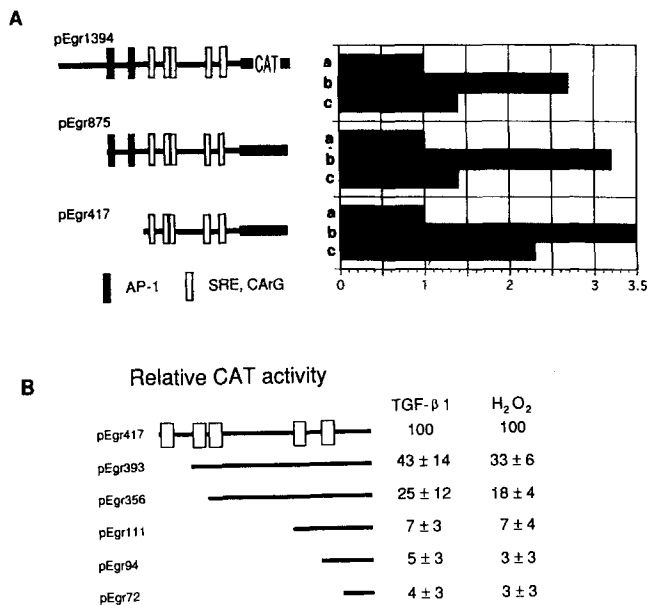 A
pEgr1394
CAT
a
b
c
pEgr875
a
b
c
pEgr417
a
b
c
AP-1 SRE, CArG
0 1 2 3 3.5
B
Relative CAT activity
TGF-β1 H₂O₂
pEgr417 100 100
pEgr393 43 ± 14 33 ± 6
pEgr356 25 ± 12 18 ± 4
pEgr111 7 ± 3 7 ± 4
pEgr94 5 ± 3 3 ± 3
pEgr72 4 ± 3 3 ± 3